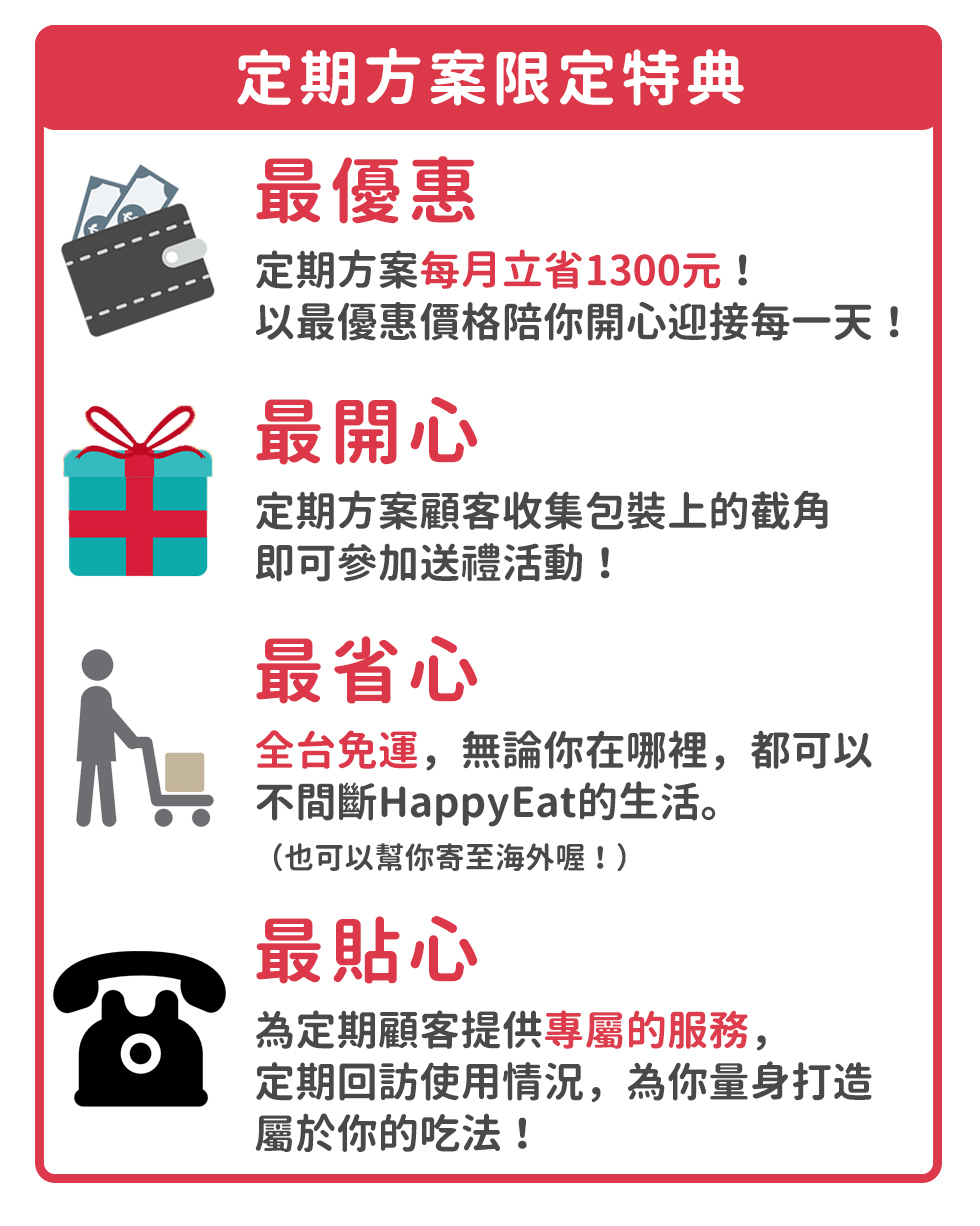 定期方案限定特典
最優惠
定期方案每月立省1300元！
以最優惠價格陪你開心迎接每一天！
最開心
定期方案顧客收集包裝上的截角
即可參加送禮活動！
最省心
全台免運，無論你在哪裡，都可以
不間斷HappyEat的生活。
（也可以幫你寄至海外喔！）
最貼心
為定期顧客提供專屬的服務，
定期回訪使用情況，為你量身打造
屬於你的吃法！